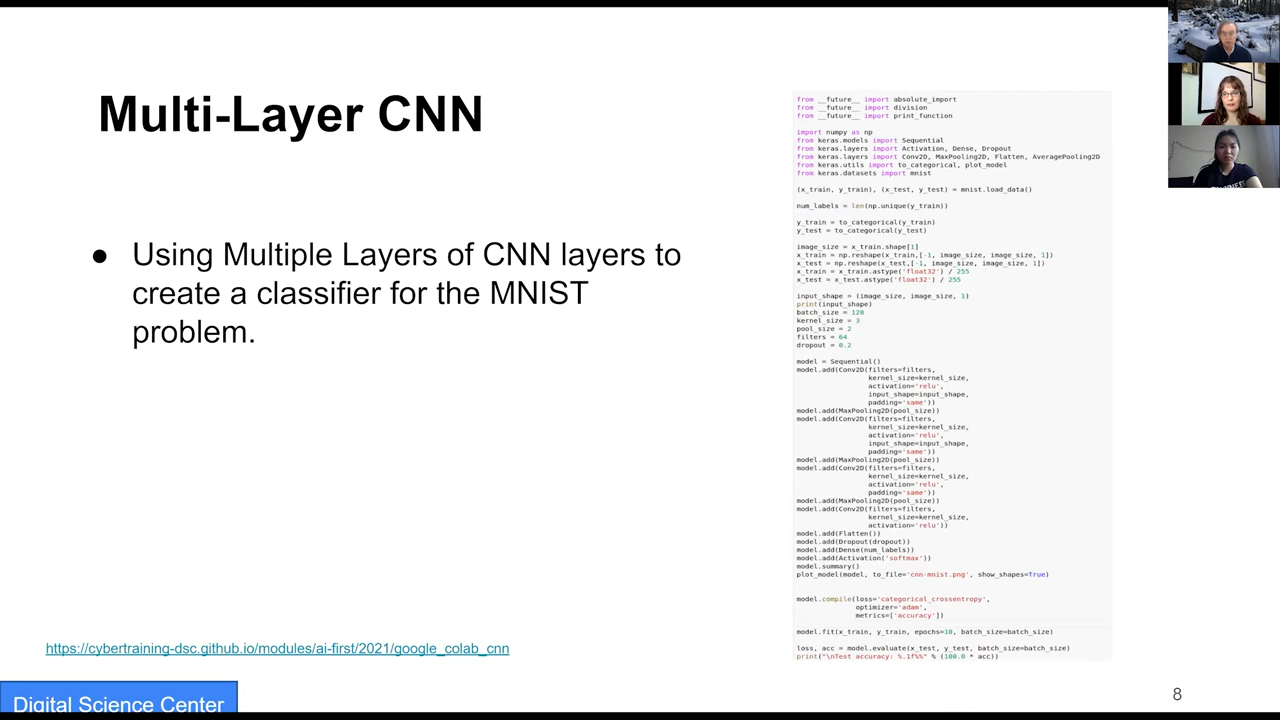 Multi-Layer CNN
● Using Multiple Layers of CNN layers to
create a classifier for the MNIST
problem.
from __future__ import absolute_import
from __future__ import division
from __future__ import print_function
import numpy as np
from keras.models import Sequential
from keras.layers import Activation, Dense, Dropout
from keras.layers import Conv2D, MaxPooling2D, Flatten, AveragePooling2D
from keras.utils import to_categorical, plot_model
from keras.datasets import mnist
(x_train, y_train), (x_test, y_test) = mnist.load_data()
num_labels = len(np.unique(y_train))
y_train = to_categorical(y_train)
y_test = to_categorical(y_test)
image_size = x_train.shape[1]
x_train = np.reshape(x_train,[-1, image_size, image_size, 1])
x_test = np.reshape(x_test,[-1, image_size, image_size, 1])
x_train = x_train.astype('float32') / 255
x_test = x_test.astype('float32') / 255
input_shape = (image_size, image_size, 1)
print(input_shape)
batch_size = 128
kernel_size = 3
pool_size = 2
filters = 64
dropout = 0.2
model = Sequential()
model.add(Conv2D(filters=filters,
kernel_size=kernel_size,
activation='relu',
input_shape=input_shape,
padding='same'))
model.add(MaxPooling2D(pool_size))
model.add(Conv2D(filters=filters,
kernel_size=kernel_size,
activation='relu',
input_shape=input_shape,
padding='same'))
model.add(MaxPooling2D(pool_size))
model.add(Conv2D(filters=filters,
kernel_size=kernel_size,
activation='relu',
padding='same'))
model.add(MaxPooling2D(pool_size))
model.add(Conv2D(filters=filters,
kernel_size=kernel_size,
activation='relu'))
model.add(Flatten())
model.add(Dropout(dropout))
model.add(Dense(num_labels))
model.add(Activation('softmax'))
model.summary()
plot_model(model, to_file='cnn-mnist.png', show_shapes=True)
model.compile(loss='categorical_crossentropy',
optimizer='adam',
metrics=['accuracy'])
model.fit(x_train, y_train, epochs=10, batch_size=batch_size)
loss, acc = model.evaluate(x_test, y_test, batch_size=batch_size)
print("\nTest accuracy: %.1f%%" % (100.0 * acc))
https://cybertraining-dsc.github.io/modules/ai-first/2021/google_colab_cnn
Digital Science Center
8